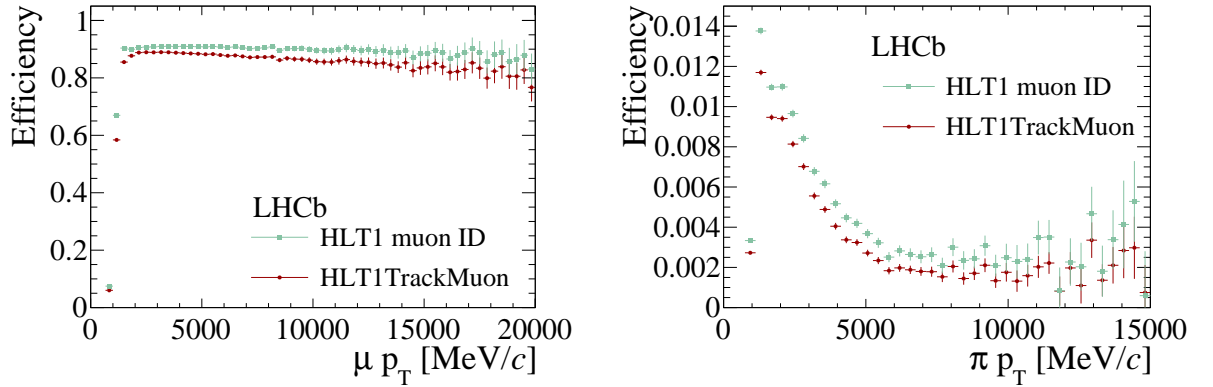 Efficiency
1
0.8
0.6
0.4
0.2
0
LHCb
HLT1 muon ID
HLT1TrackMuon
0 5000 10000 15000 20000
μ p_T [MeV/c]
Efficiency
0.014
0.012
0.01
0.008
0.006
0.004
0.002
0
LHCb
HLT1 muon ID
HLT1TrackMuon
0 5000 10000 15000
π p_T [MeV/c]